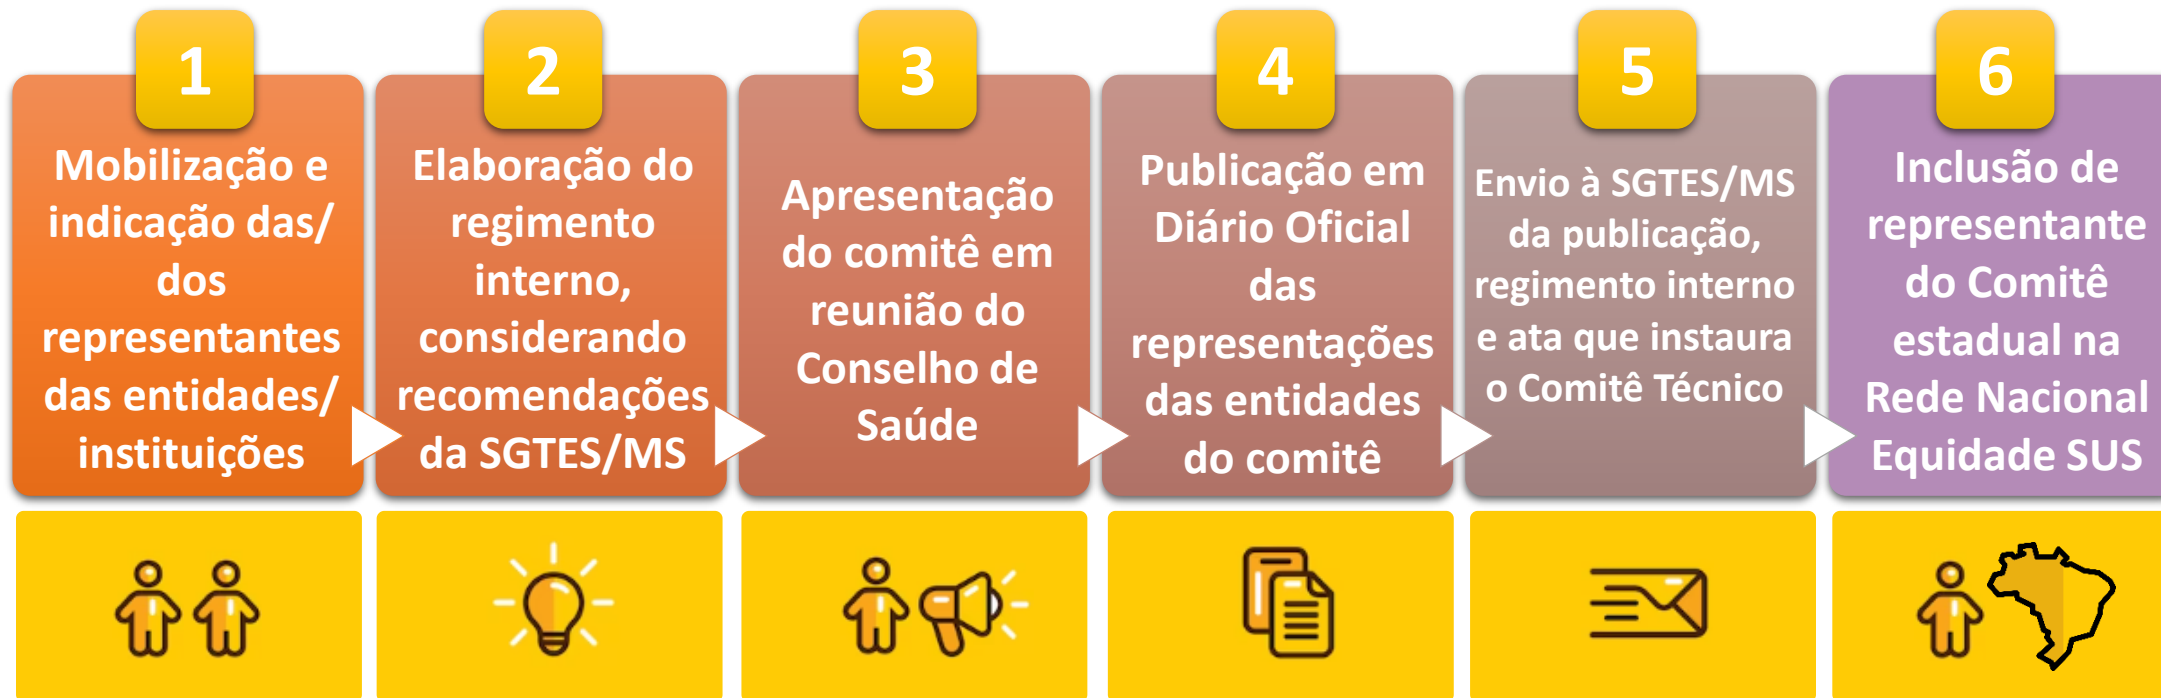 1
Mobilização e
indicação das/
dos
representantes
das entidades/
instituições
2
Elaboração do
regimento
interno,
considerando
recomendações
da SGTES/MS
3
Apresentação
do comitê em
reunião do
Conselho de
Saúde
4
Publicação em
Diário Oficial
das
representações
das entidades
do comitê
5
Envio à SGTES/MS
da publicação,
regimento interno
e ata que instaura
o Comitê Técnico
6
Inclusão de
representante
do Comitê
estadual na
Rede Nacional
Equidade SUS